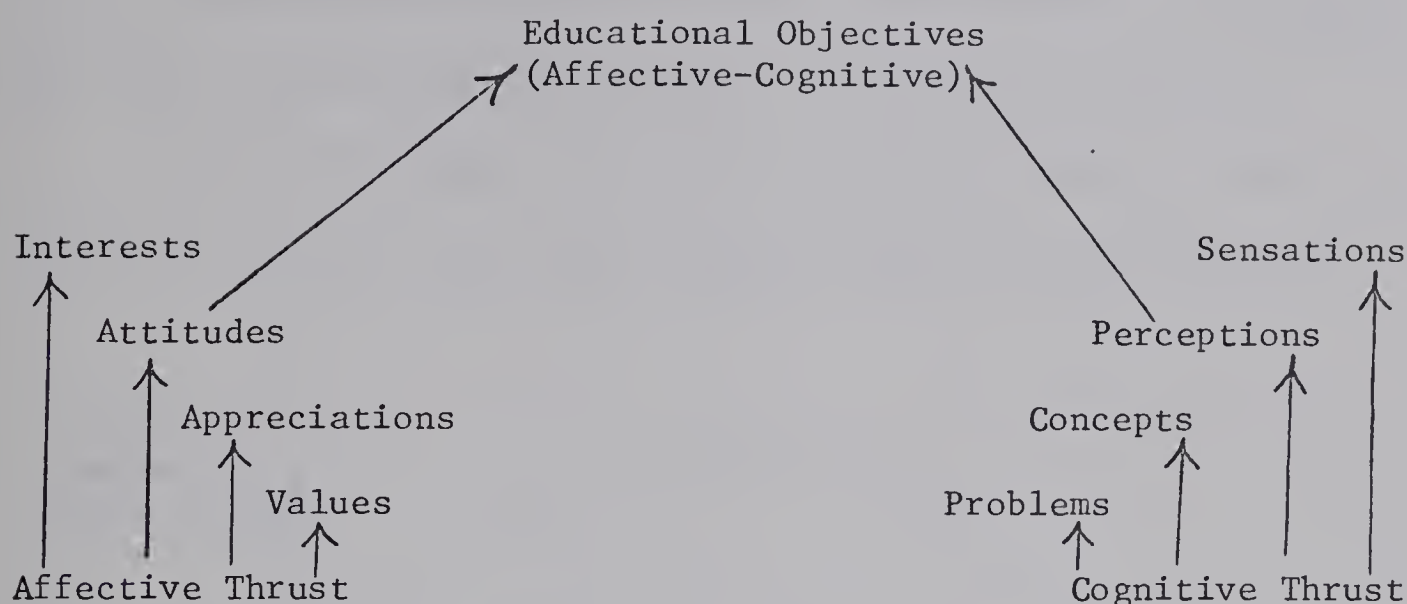 Educational Objectives
(Affective-Cognitive)
Interests
Sensations
Attitudes
Perceptions
Appreciations
Concepts
Values
Problems
Affective Thrust
Cognitive Thrust